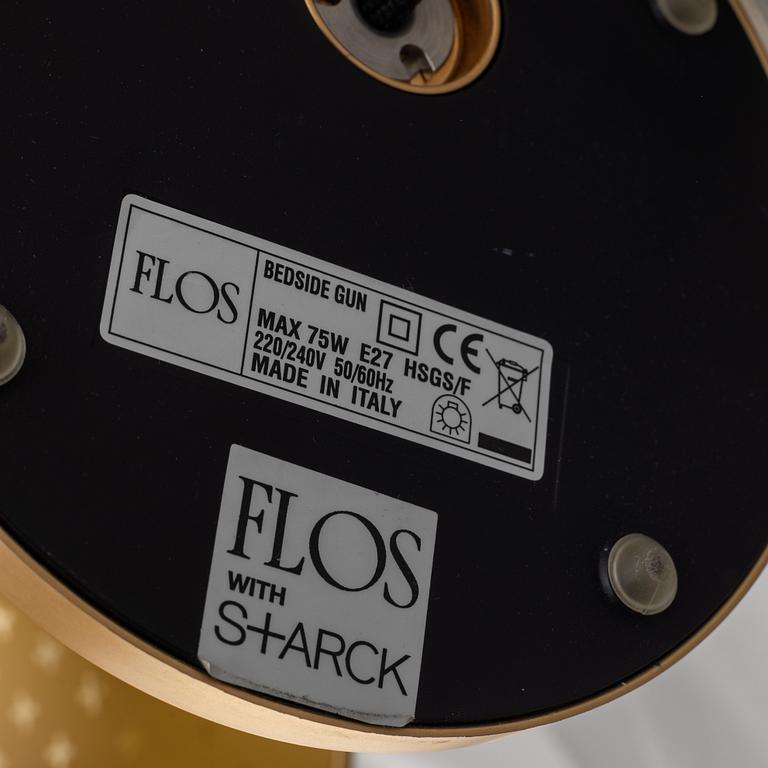 FLOS
BEDSIDE GUN
MAX 75W E27 HSGS/F
220/240V 50/60Hz
MADE IN ITALY
CE
FLOS
WITH
S+ARCK